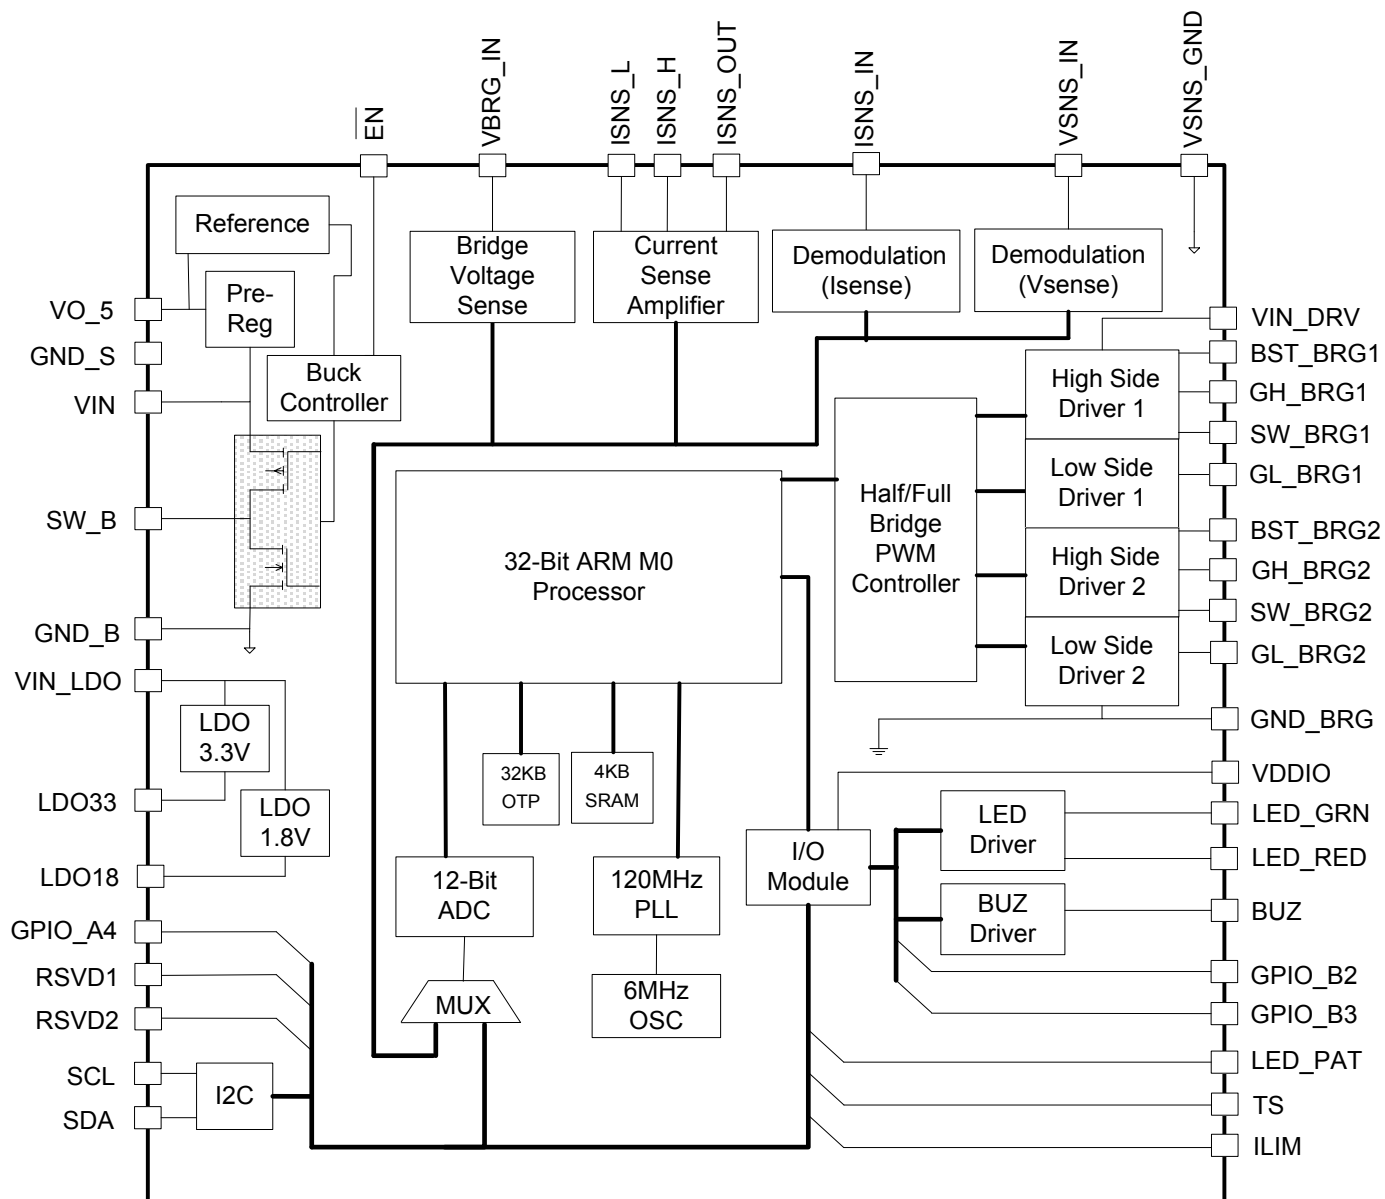 EN
VBRG_IN
ISNS_L
ISNS_H
ISNS_OUT
ISNS_IN
VSNS_IN
VSNS_GND
Reference
Pre-
Reg
Buck
Controller
Bridge
Voltage
Sense
Current
Sense
Amplifier
Demodulation
(Isense)
Demodulation
(Vsense)
VO_5
GND_S
VIN
SW_B
GND_B
VIN_LDO
LDO33
LDO18
GPIO_A4
RSVD1
RSVD2
SCL
SDA
LDO
3.3V
LDO
1.8V
I2C
32-Bit ARM M0
Processor
32KB
OTP
4KB
SRAM
12-Bit
ADC
MUX
120MHz
PLL
6MHz
OSC
Half/Full
Bridge
PWM
Controller
High Side
Driver 1
Low Side
Driver 1
High Side
Driver 2
Low Side
Driver 2
I/O
Module
LED
Driver
BUZ
Driver
VIN_DRV
BST_BRG1
GH_BRG1
SW_BRG1
GL_BRG1
BST_BRG2
GH_BRG2
SW_BRG2
GL_BRG2
GND_BRG
VDDIO
LED_GRN
LED_RED
BUZ
GPIO_B2
GPIO_B3
LED_PAT
TS
ILIM